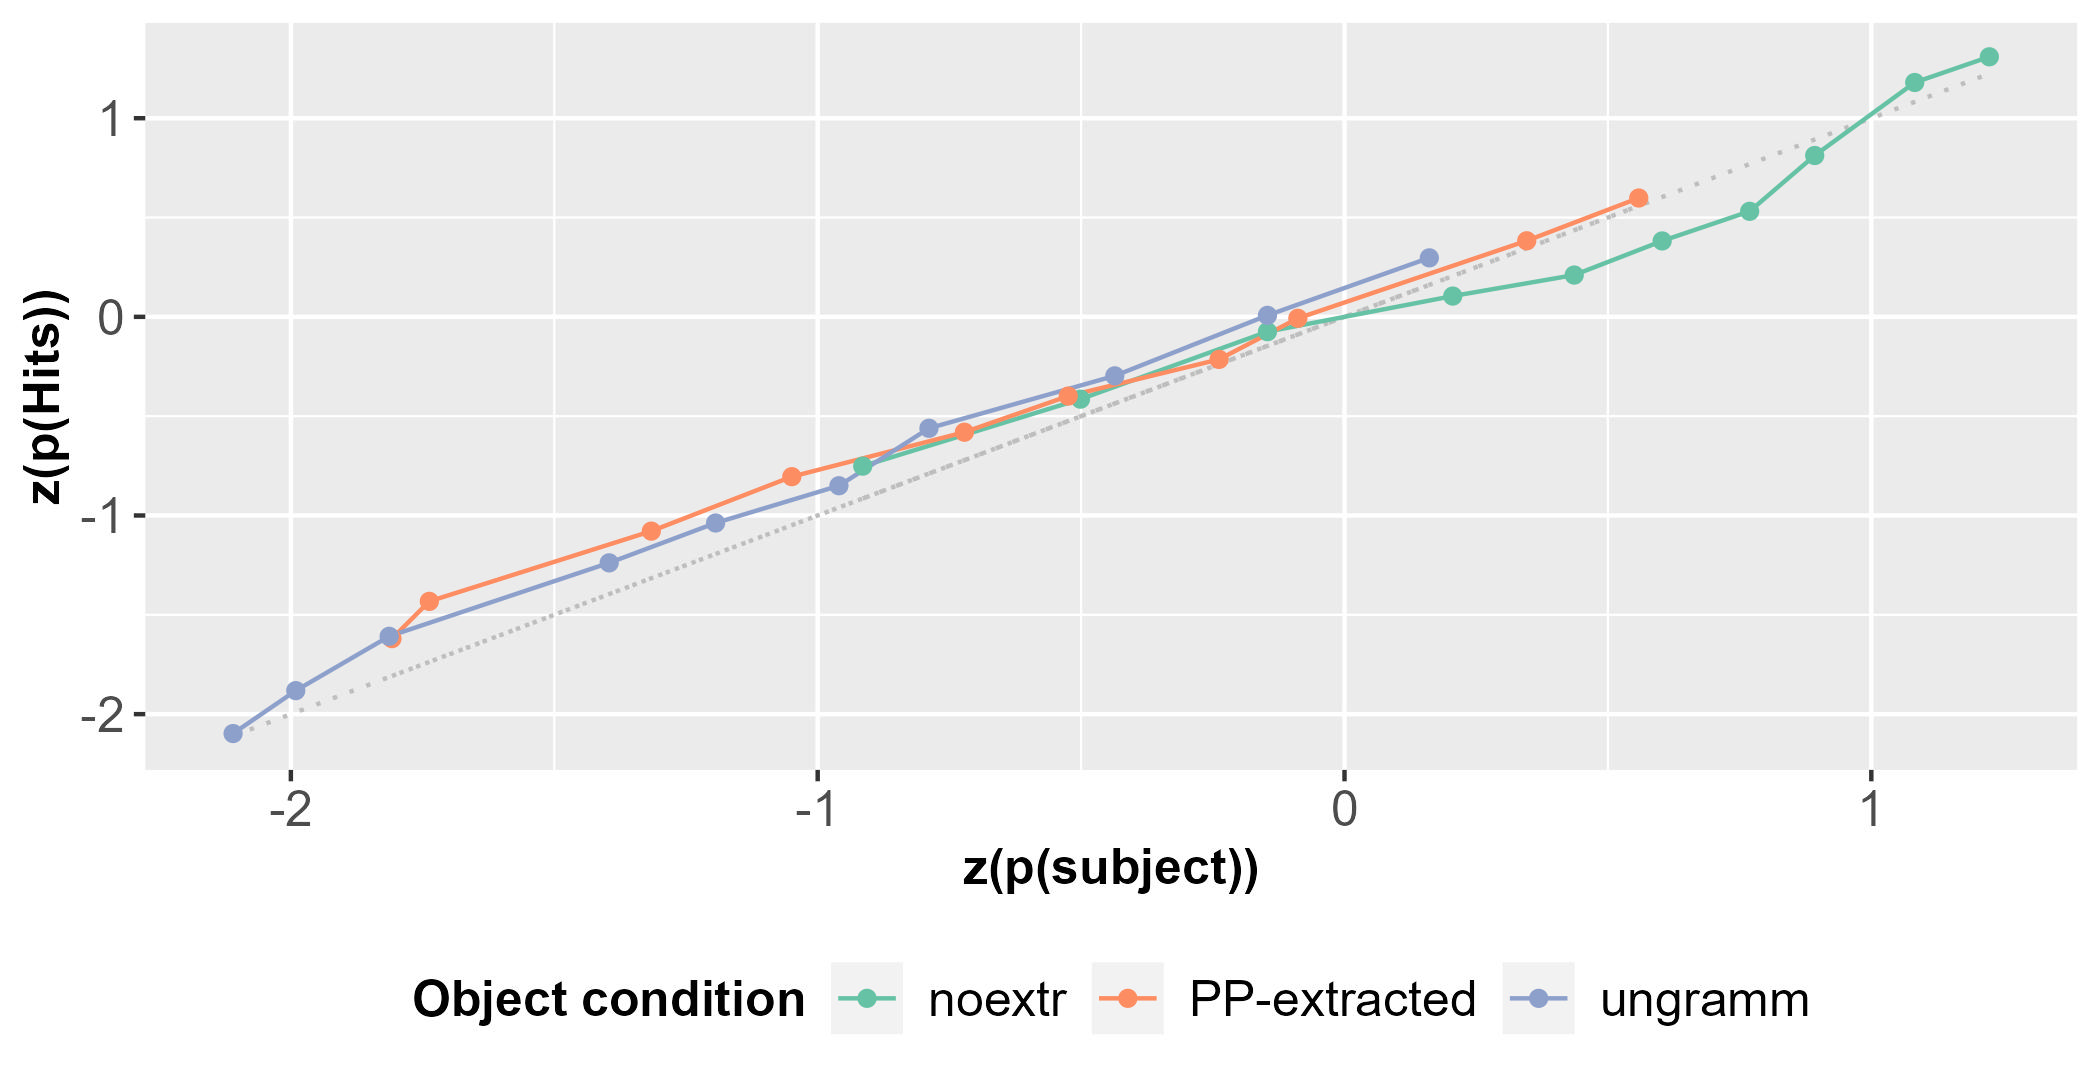 z(p(Hits))
1
0
-1
-2
-2 -1 0 1
z(p(subject))
Object condition noextr PP-extracted ungramm